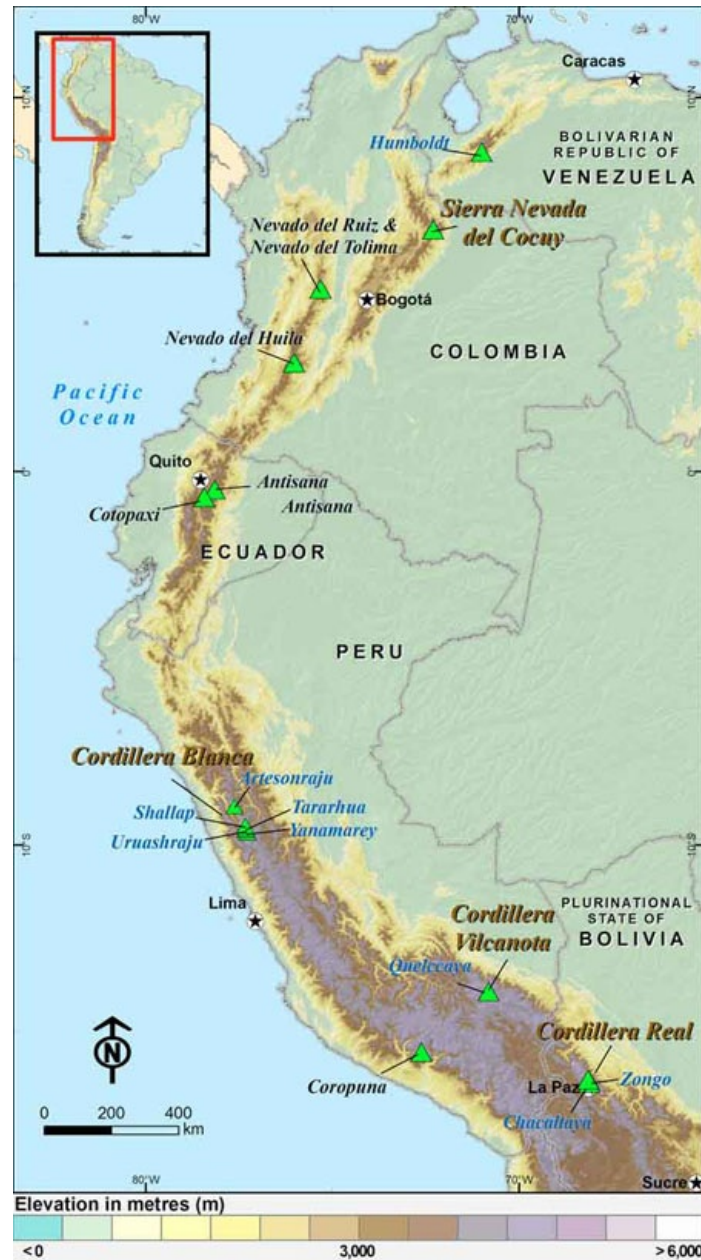 80°W
70°W
Caracas
10°N
10°N
Humboldt
BOLIVARIAN
REPUBLIC OF
VENEZUELA
Sierra Nevada
del Cocuy
Nevado del Ruiz &
Nevado del Tolima
Bogotá
Nevado del Huila
COLOMBIA
Pacific
Ocean
Quito
0°
0°
Antisana
Antisana
Cotopaxi
ECUADOR
PERU
Cordillera Blanca
Artesonraju
Shallap
Tararhua
Uruashraju
Yanamarey
10°S
10°S
Lima
PLURINATIONAL
STATE OF
BOLIVIA
Cordillera
Vilcanota
Quelccaya
Cordillera Real
N
Coropuna
La Paz
Zongo
Chacaltaya
0 200 400
km
Sucre
80°W
70°W
Elevation in metres (m)
< 0 3,000 > 6,000